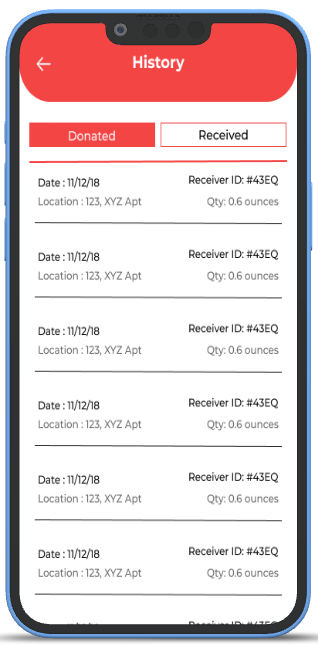 History
Donated Received
Date : 11/12/18 Receiver ID: #43EQ
Location : 123, XYZ Apt Qty: 0.6 ounces
Date : 11/12/18 Receiver ID: #43EQ
Location : 123, XYZ Apt Qty: 0.6 ounces
Date : 11/12/18 Receiver ID: #43EQ
Location : 123, XYZ Apt Qty: 0.6 ounces
Date : 11/12/18 Receiver ID: #43EQ
Location : 123, XYZ Apt Qty: 0.6 ounces
Date : 11/12/18 Receiver ID: #43EQ
Location : 123, XYZ Apt Qty: 0.6 ounces
Date : 11/12/18 Receiver ID: #43EQ
Location : 123, XYZ Apt Qty: 0.6 ounces
Receiver ID: #43EQ